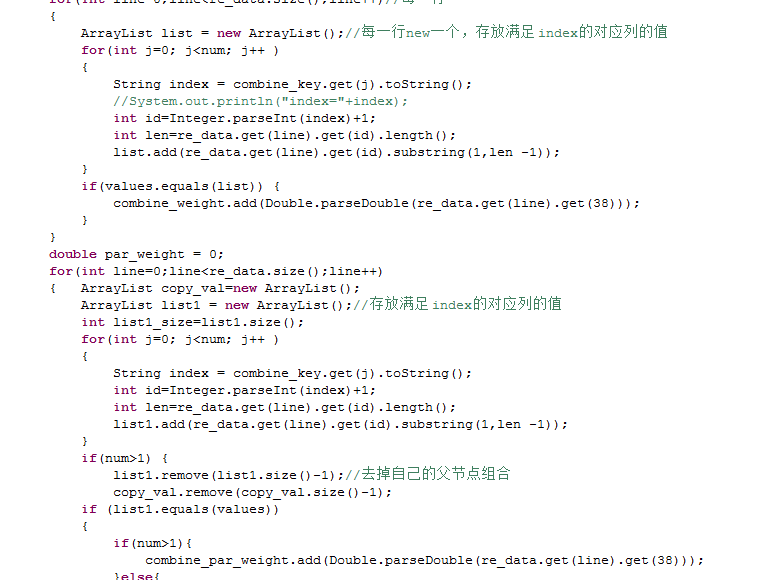 for(int line=0;line<re_data.size();line++)//每一行
{
ArrayList list = new ArrayList();//每一行new一个，存放满足index的对应列的值
for(int j=0; j<num; j++ )
{
String index = combine_key.get(j).toString();
//System.out.println("index="+index);
int id=Integer.parseInt(index)+1;
int len=re_data.get(line).get(id).length();
list.add(re_data.get(line).get(id).substring(1,len -1));
}
if(values.equals(list)) {
combine_weight.add(Double.parseDouble(re_data.get(line).get(38)));
}
}
double par_weight = 0;
for(int line=0;line<re_data.size();line++)
{ ArrayList copy_val=new ArrayList();
ArrayList list1 = new ArrayList();//存放满足index的对应列的值
int list1_size=list1.size();
for(int j=0; j<num; j++ )
{
String index = combine_key.get(j).toString();
int id=Integer.parseInt(index)+1;
int len=re_data.get(line).get(id).length();
list1.add(re_data.get(line).get(id).substring(1,len -1));
}
if(num>1) {
list1.remove(list1.size()-1);//去掉自己的父节点组合
copy_val.remove(copy_val.size()-1);
if (list1.equals(values))
{
if(num>1){
combine_par_weight.add(Double.parseDouble(re_data.get(line).get(38)));
}else{